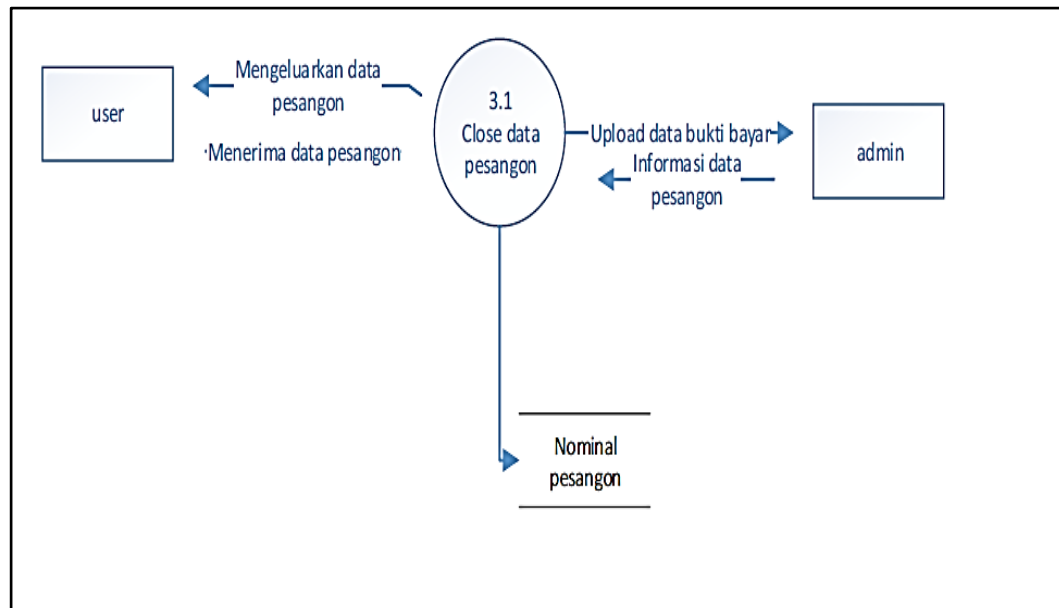 user
Mengeluarkan data
pesangon
Menerima data pesangon
3.1
Close data
pesangon
Upload data bukti bayar
Informasi data
pesangon
admin
Nominal
pesangon